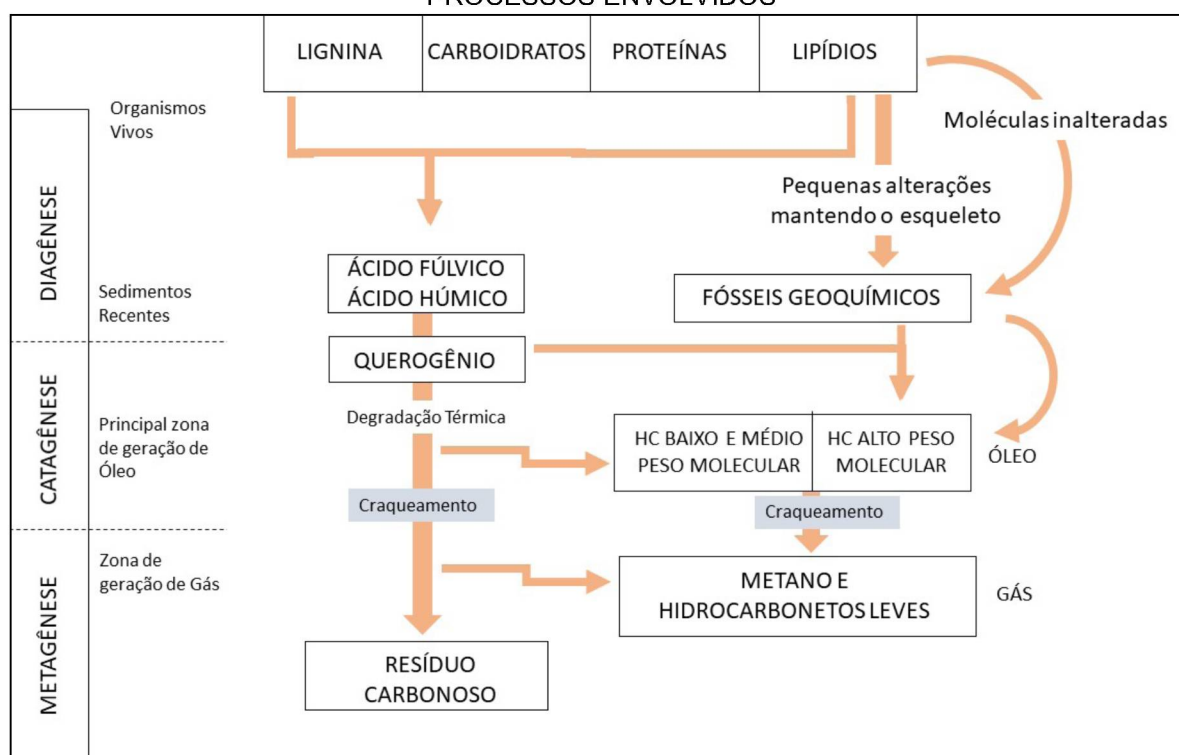 PROCESSOS ENVOLVIDOS
LIGNINA
CARBOIDRATOS
PROTEÍNAS
LIPÍDIOS
Organismos
Vivos
Moléculas inalteradas
Pequenas alterações
mantendo o esqueleto
DIAGÊNESE
ÁCIDO FÚLVICO
ÁCIDO HÚMICO
FÓSSEIS GEOQUÍMICOS
Sedimentos
Recentes
QUEROGÊNIO
CATAGÊNESE
Principal zona
de geração de
Óleo
Degradação Térmica
HC BAIXO E MÉDIO
PESO MOLECULAR
HC ALTO PESO
MOLECULAR
ÓLEO
Craqueamento
Craqueamento
METAGÊNESE
Zona de
geração de Gás
METANO E
HIDROCARBONETOS LEVES
GÁS
RESÍDUO
CARBONOSO